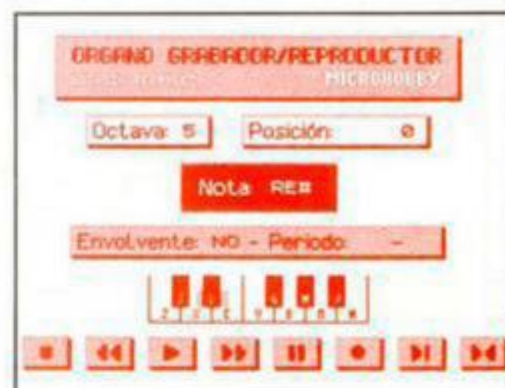 ORGANO GRABADOR/REPRODUCTOR
MICROHOBBY
Octava: 5 Posición: 0
Nota RE#
Envolvente: NO - Periodo: -